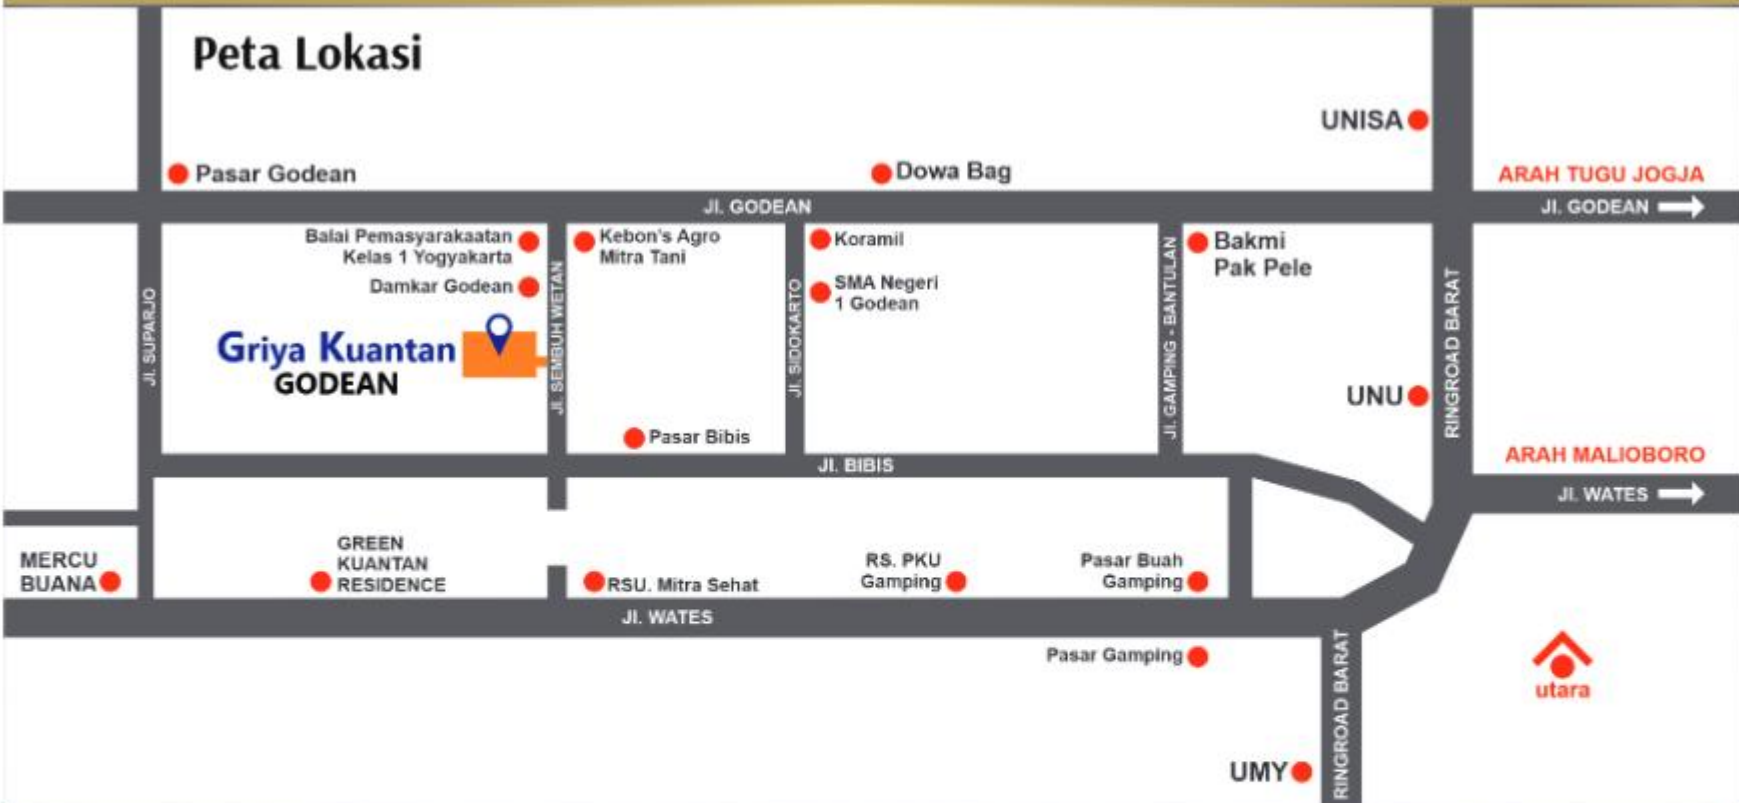 Peta Lokasi
UNISA
Pasar Godean
Dowa Bag
ARAH TUGU JOGJA
Jl. GODEAN
Jl. GODEAN
Balai Pemasyarakaatan
Kelas 1 Yogyakarta
Damkar Godean
Kebon's Agro
Mitra Tani
Koramil
SMA Negeri
1 Godean
Bakmi
Pak Pele
Jl. SUPARJO
Griya Kuantan
GODEAN
Jl. SEMBUH WETAN
Jl. SIDOKARTO
Jl. GAMPING - BANTULAN
RINGROAD BARAT
UNU
Pasar Bibis
Jl. BIBIS
ARAH MALIOBORO
Jl. WATES
MERCU
BUANA
GREEN
KUANTAN
RESIDENCE
RSU. Mitra Sehat
RS. PKU
Gamping
Pasar Buah
Gamping
Jl. WATES
Pasar Gamping
RINGROAD BARAT
utara
UMY